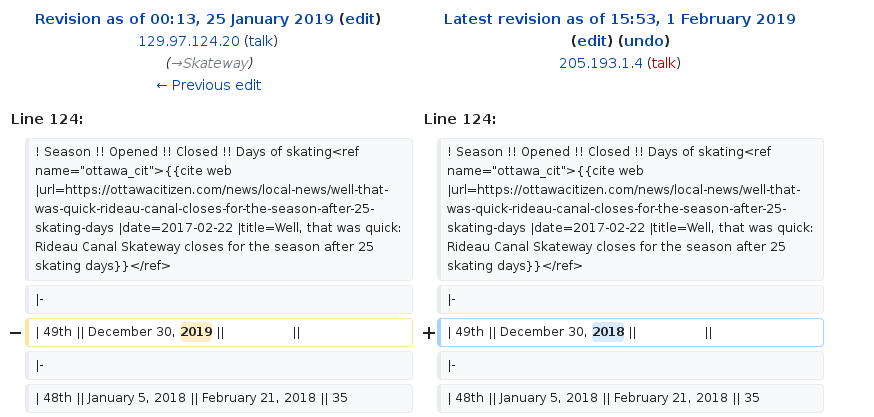 Revision as of 00:13, 25 January 2019 (edit)
129.97.124.20 (talk)
(→Skateway)
← Previous edit
Latest revision as of 15:53, 1 February 2019
(edit) (undo)
205.193.1.4 (talk)
Line 124:
Line 124:
! Season !! Opened !! Closed !! Days of skating<ref
name="ottawa_cit">{{cite web
|url=https://ottawacitizen.com/news/local-news/well-that-
was-quick-rideau-canal-closes-for-the-season-after-25-
skating-days |date=2017-02-22 |title=Well, that was quick:
Rideau Canal Skateway closes for the season after 25
skating days}}</ref>
! Season !! Opened !! Closed !! Days of skating<ref
name="ottawa_cit">{{cite web
|url=https://ottawacitizen.com/news/local-news/well-that-
was-quick-rideau-canal-closes-for-the-season-after-25-
skating-days |date=2017-02-22 |title=Well, that was quick:
Rideau Canal Skateway closes for the season after 25
skating days}}</ref>
|-
|-
− | 49th || December 30, 2019 || ||
+ | 49th || December 30, 2018 || ||
|-
|-
| 48th || January 5, 2018 || February 21, 2018 || 35
| 48th || January 5, 2018 || February 21, 2018 || 35